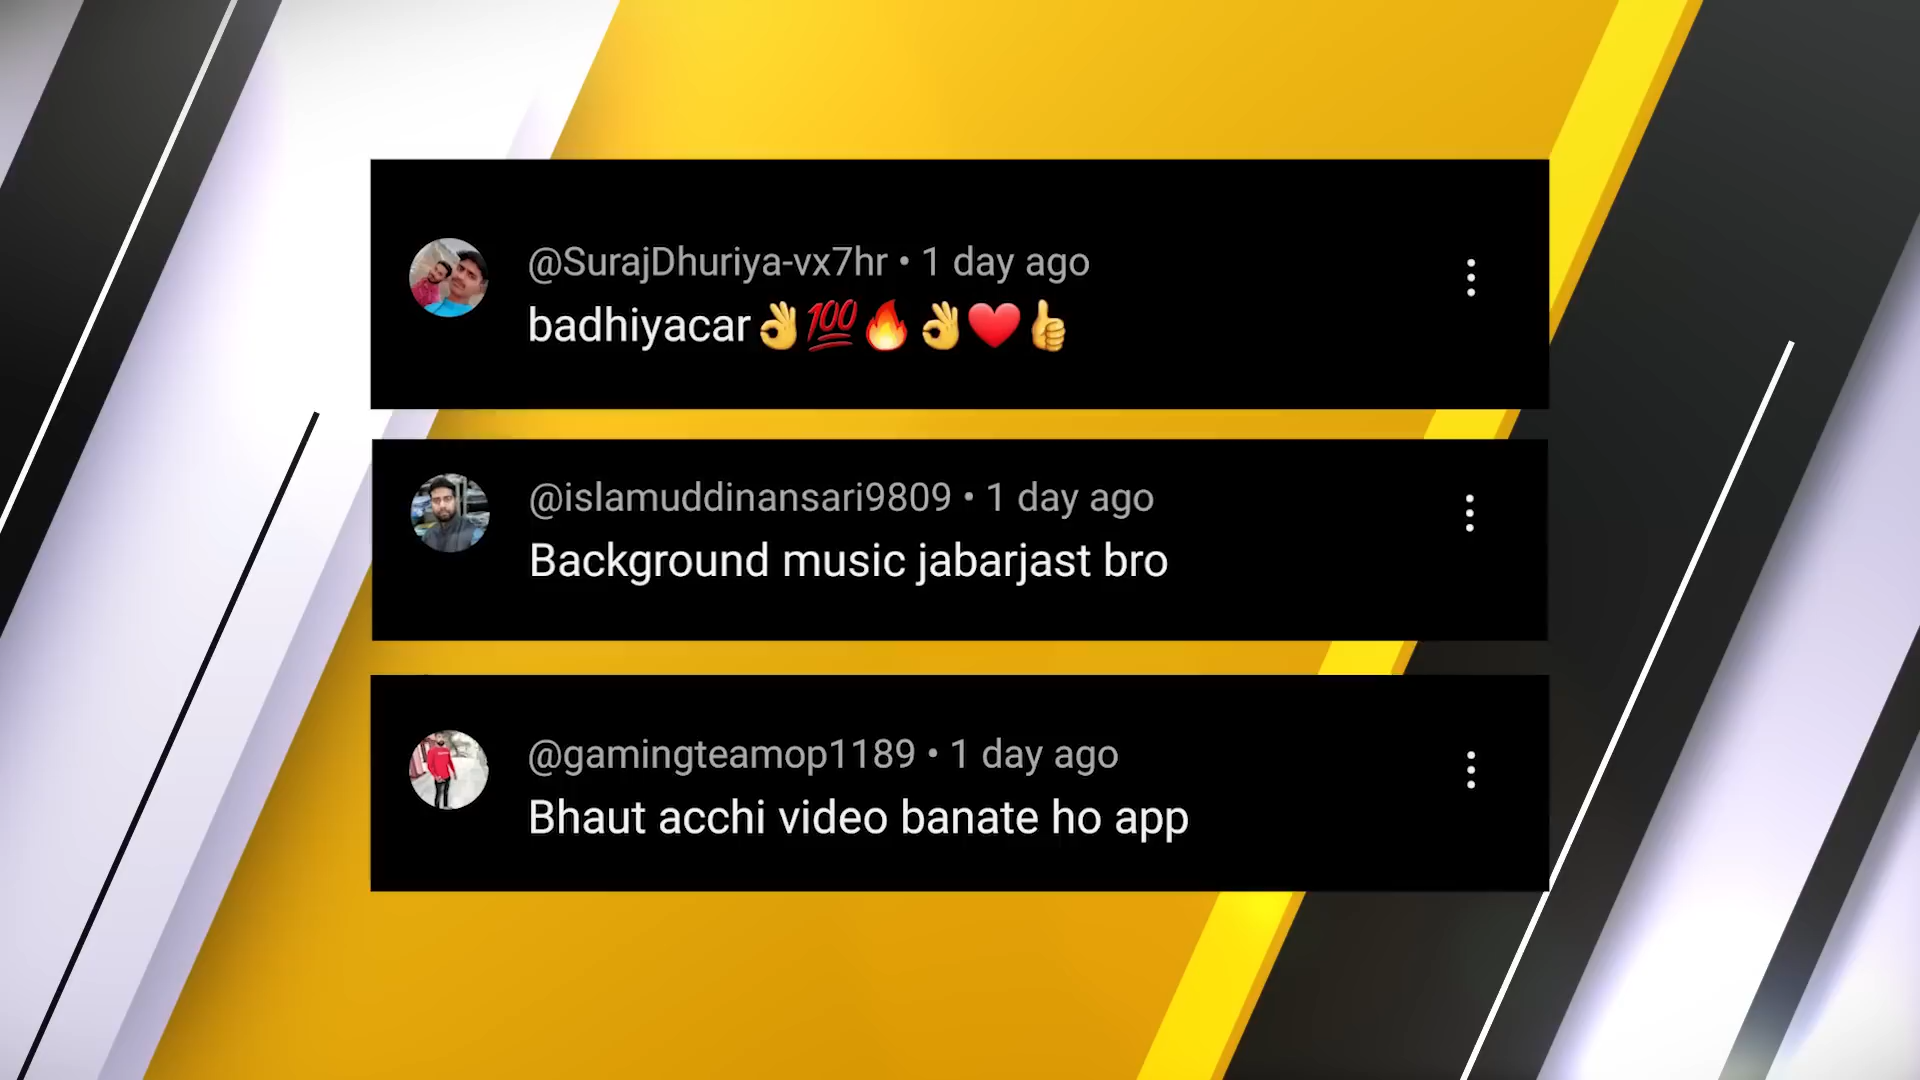 @SurajDhuriya-vx7hr • 1 day ago
badhiyacar👌💯🔥👌❤️👍
@islamuddinansari9809 • 1 day ago
Background music jabarjast bro
@gamingteamop1189 • 1 day ago
Bhaut acchi video banate ho app